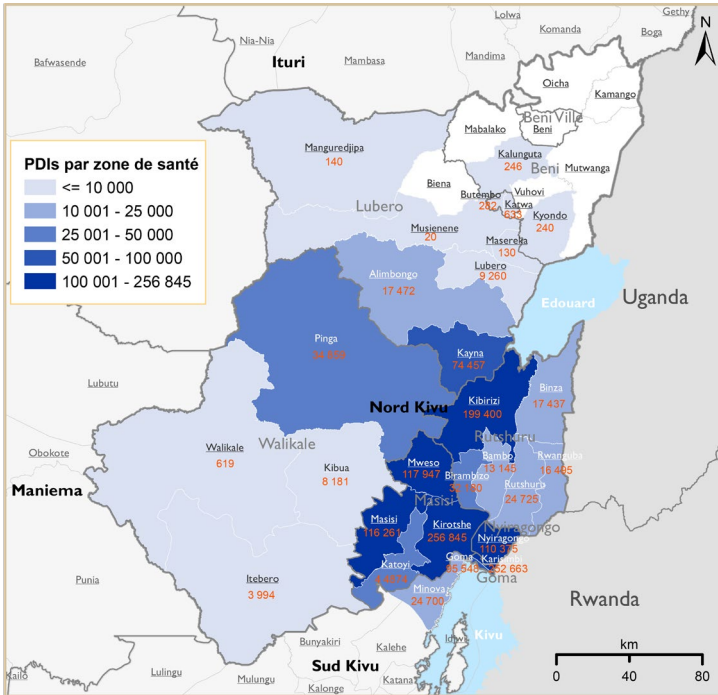 Gethy
Lolwa
Komanda
Boga
N
Nia-Nia
Bafwasende
Ituri
Mambasa
Mandima
Oicha
Kamango
Mabalako
Beni Ville
Beni
Manguredjipa
140
Kalunguta
246
Beni
Mutwanga
PDIs par zone de santé
<= 10 000
10 001 - 25 000
25 001 - 50 000
50 001 - 100 000
100 001 - 256 845
Biena
Butembo
282
Vuhovi
Katwa
633
Kyondo
240
Lubero
Musienene
20
Masereka
130
Lubero
9 260
Alimbongo
17 472
Edouard
Uganda
Pinga
Kayna
74 457
Binza
17 437
Lubutu
Kibirizi
199 400
Nord Kivu
Rutshuru
Obokote
Walikale
619
Walikale
Kibua
8 181
Mweso
117 947
Bambo
13 145
Rwanguba
16 495
Birambizo
Rutshuru
24 725
Maniema
Masisi
Masisi
116 261
Kirotshe
256 845
Nyiragongo
Nyiragongo
110 375
Goma
Karisimbi
252 663
Goma
Katoyi
Minova
24 700
Punia
Itebero
3 994
Rwanda
Kivu
Idjwi
Bunyakiri
Kalehe
Sud Kivu
Katana
Kailo
Lulingu
Mulungu
Kalonge
km
0
40
80